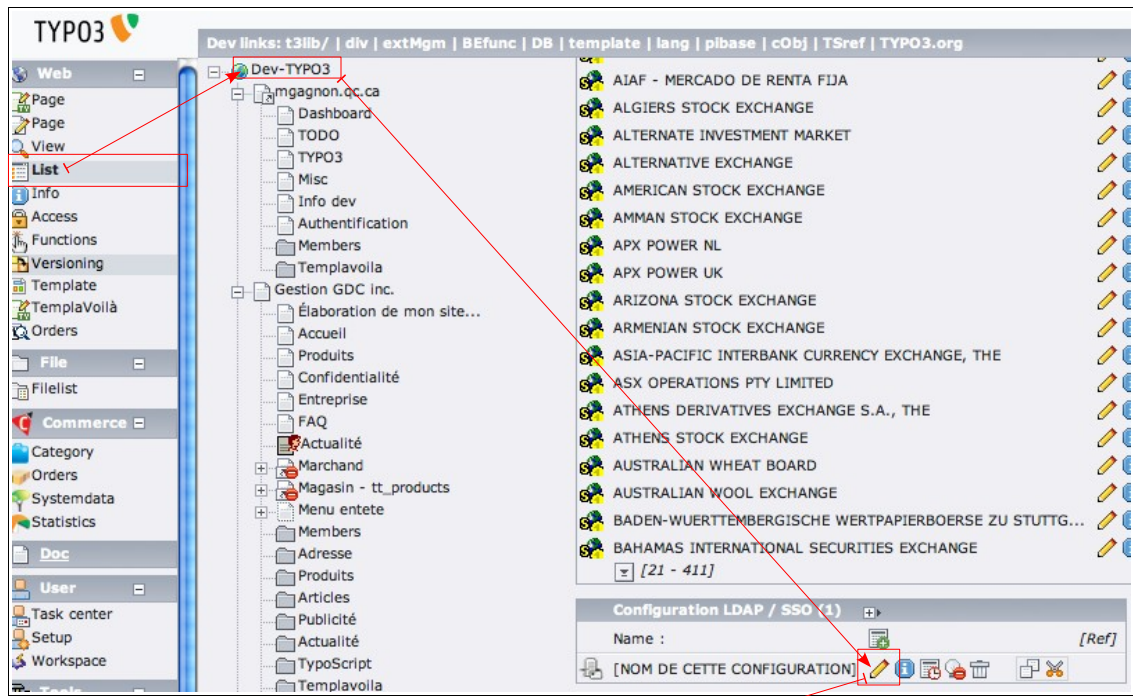 TYPO3
Dev links: t3lib/ | div | extMgm | BEfunc | DB | template | lang | pibase | cObj | TSref | TYPO3.org
Web
Page
Page
View
List
Info
Access
Functions
Versioning
Template
TemplaVoilà
Orders
File
Filelist
Commerce
Category
Orders
Systemdata
Statistics
Doc
User
Task center
Setup
Workspace
Tools
Dev-TYPO3
mgagnon.qc.ca
Dashboard
TODO
TYPO3
Misc
Info dev
Authentification
Members
Templavoila
Gestion GDC inc.
Élaboration de mon site...
Accueil
Produits
Confidentialité
Entreprise
FAQ
Actualité
Marchand
Magasin - tt_products
Menu entete
Members
Adresse
Produits
Articles
Publicité
Actualité
TypoScript
Templavoila
AIAF - MERCADO DE RENTA FIJA
ALGIERS STOCK EXCHANGE
ALTERNATE INVESTMENT MARKET
ALTERNATIVE EXCHANGE
AMERICAN STOCK EXCHANGE
AMMAN STOCK EXCHANGE
APX POWER NL
APX POWER UK
ARIZONA STOCK EXCHANGE
ARMENIAN STOCK EXCHANGE
ASIA-PACIFIC INTERBANK CURRENCY EXCHANGE, THE
ASX OPERATIONS PTY LIMITED
ATHENS DERIVATIVES EXCHANGE S.A., THE
ATHENS STOCK EXCHANGE
AUSTRALIAN WHEAT BOARD
AUSTRALIAN WOOL EXCHANGE
BADEN-WUERTTEMBERGISCHE WERTPAPIERBOERSE ZU STUTTG...
BAHAMAS INTERNATIONAL SECURITIES EXCHANGE
[21 - 411]
Configuration LDAP / SSO (1)
Name : [Ref]
[NOM DE CETTE CONFIGURATION]